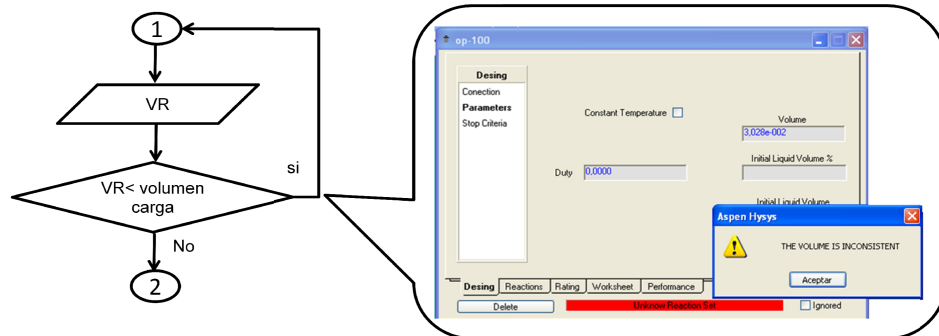 1
VR
VR< volumen
carga
si
No
2
op-100
Desing
Conection
Parameters
Stop Criteria
Constant Temperature
Volume
3,028e-002
Initial Liquid Volume %
Duty
0,0000
Initial Liquid Volume
Aspen Hysys
THE VOLUME IS INCONSISTENT
Aceptar
Desing Reactions Rating Worksheet Performance
Delete
Unknow Reaction Set
Ignored